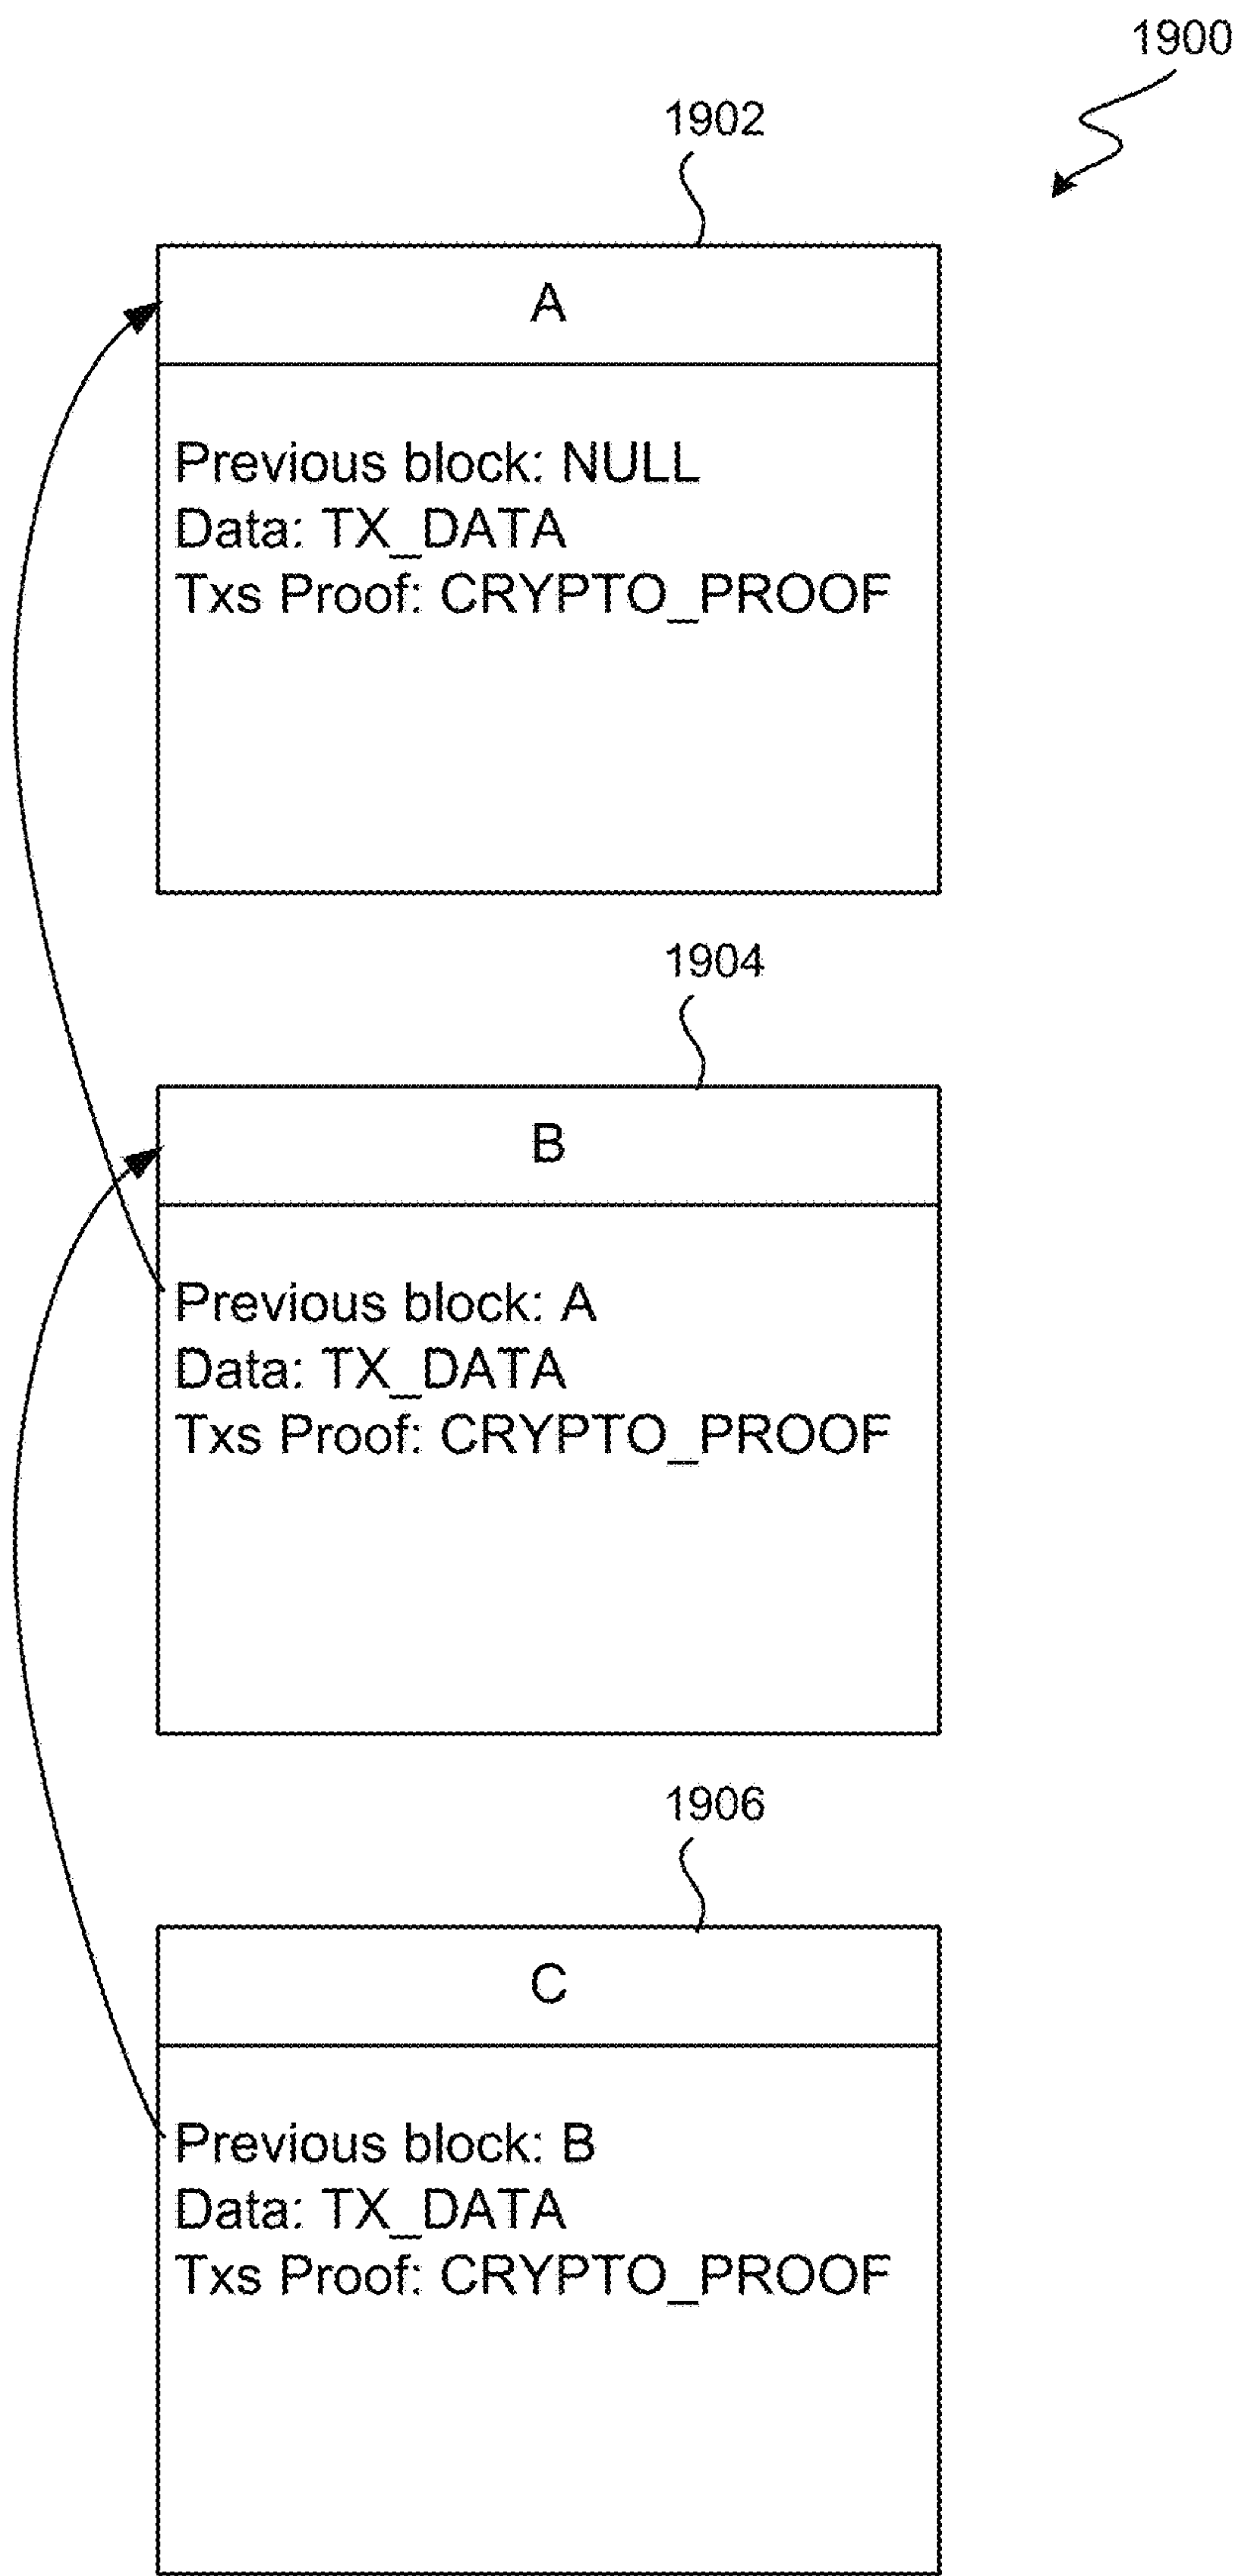 1900
1902
A
Previous block: NULL
Data: TX_DATA
Txs Proof: CRYPTO_PROOF
1904
B
Previous block: A
Data: TX_DATA
Txs Proof: CRYPTO_PROOF
1906
C
Previous block: B
Data: TX_DATA
Txs Proof: CRYPTO_PROOF